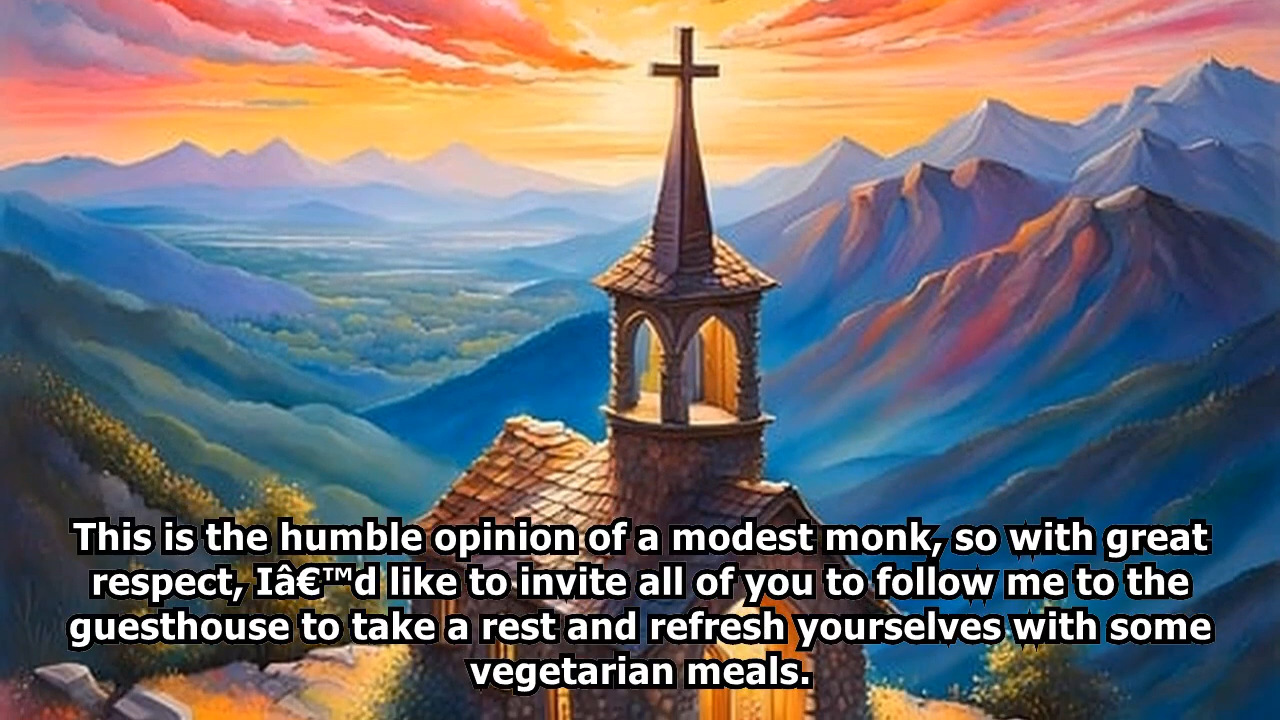 This is the humble opinion of a modest monk, so with great
respect, Iâ€™d like to invite all of you to follow me to the
guesthouse to take a rest and refresh yourselves with some
vegetarian meals.